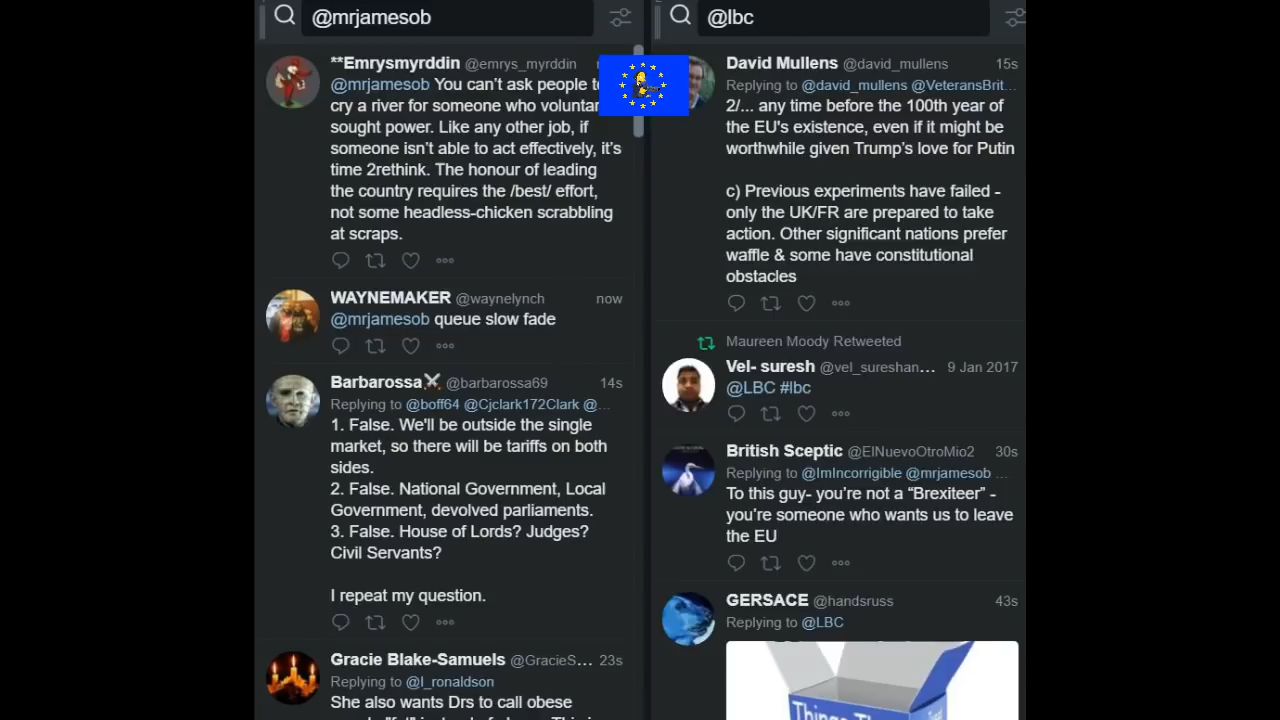 @mrjamesob
**Emrysmyrddin @emrys_myrddin
@mrjamesob You can't ask people
cry a river for someone who
sought power. Like any other job, if
someone isn't able to act effectively, it's
time 2rethink. The honour of leading
the country requires the /best/ effort,
not some headless-chicken scrabbling
at scraps.
WAYNEMAKER @waynelynch now
@mrjamesob queue slow fade
Barbarossa @barbarossa69 14s
Replying to @boff64 @Cjclark172Clark @...
1. False. We'll be outside the single
market, so there will be tariffs on both
sides.
2. False. National Government, Local
Government, devolved parliaments.
3. False. House of Lords? Judges?
Civil Servants?
I repeat my question.
Gracie Blake-Samuels @GracieS... 23s
Replying to @l_ronaldson
She also wants Drs to call obese
@lbc
David Mullens @david_mullens 15s
Replying to @david_mullens @VeteransBrit...
2/... any time before the 100th year of
the EU's existence, even if it might be
worthwhile given Trump's love for Putin
c) Previous experiments have failed -
only the UK/FR are prepared to take
action. Other significant nations prefer
waffle & some have constitutional
obstacles
Maureen Moody Retweeted
Vel- suresh @vel_sureshan... 9 Jan 2017
@LBC #lbc
British Sceptic @ElNuevoOtroMio2 30s
Replying to @ImIncorrigible @mrjamesob ...
To this guy- you're not a “Brexiteer” -
you're someone who wants us to leave
the EU
GERSACE @handsruss 43s
Replying to @LBC
Things